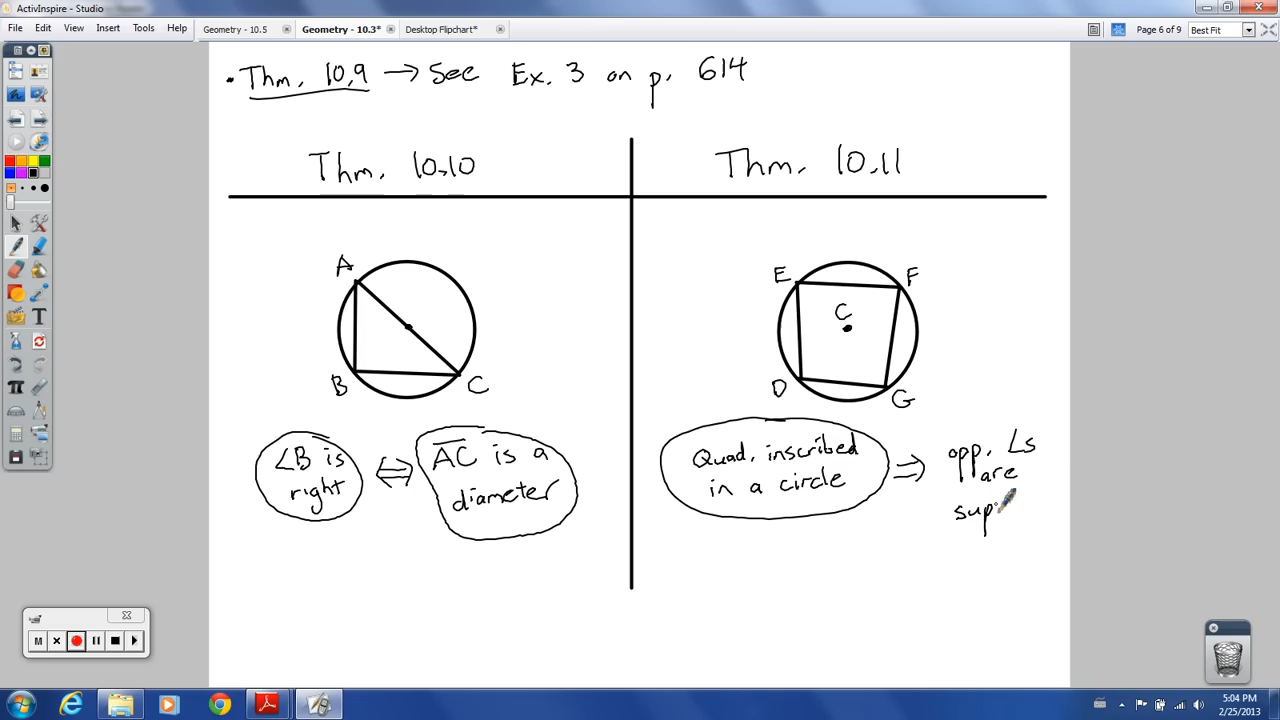 ActivInspire - Studio
File Edit View Insert Tools Help
Geometry - 10.5
Geometry - 10.3*
Desktop Flipchart*
Page 6 of 9
Best Fit
• Thm. 10.9 → See Ex. 3 on p. 614
Thm. 10.10
A
B
C
∠B is
right
⇔
AC is a
diameter
Thm. 10.11
E
F
C
D
G
Quad. inscribed
in a circle
⇒
opp. ∠s
are
sup
M
5:04 PM
2/25/2013